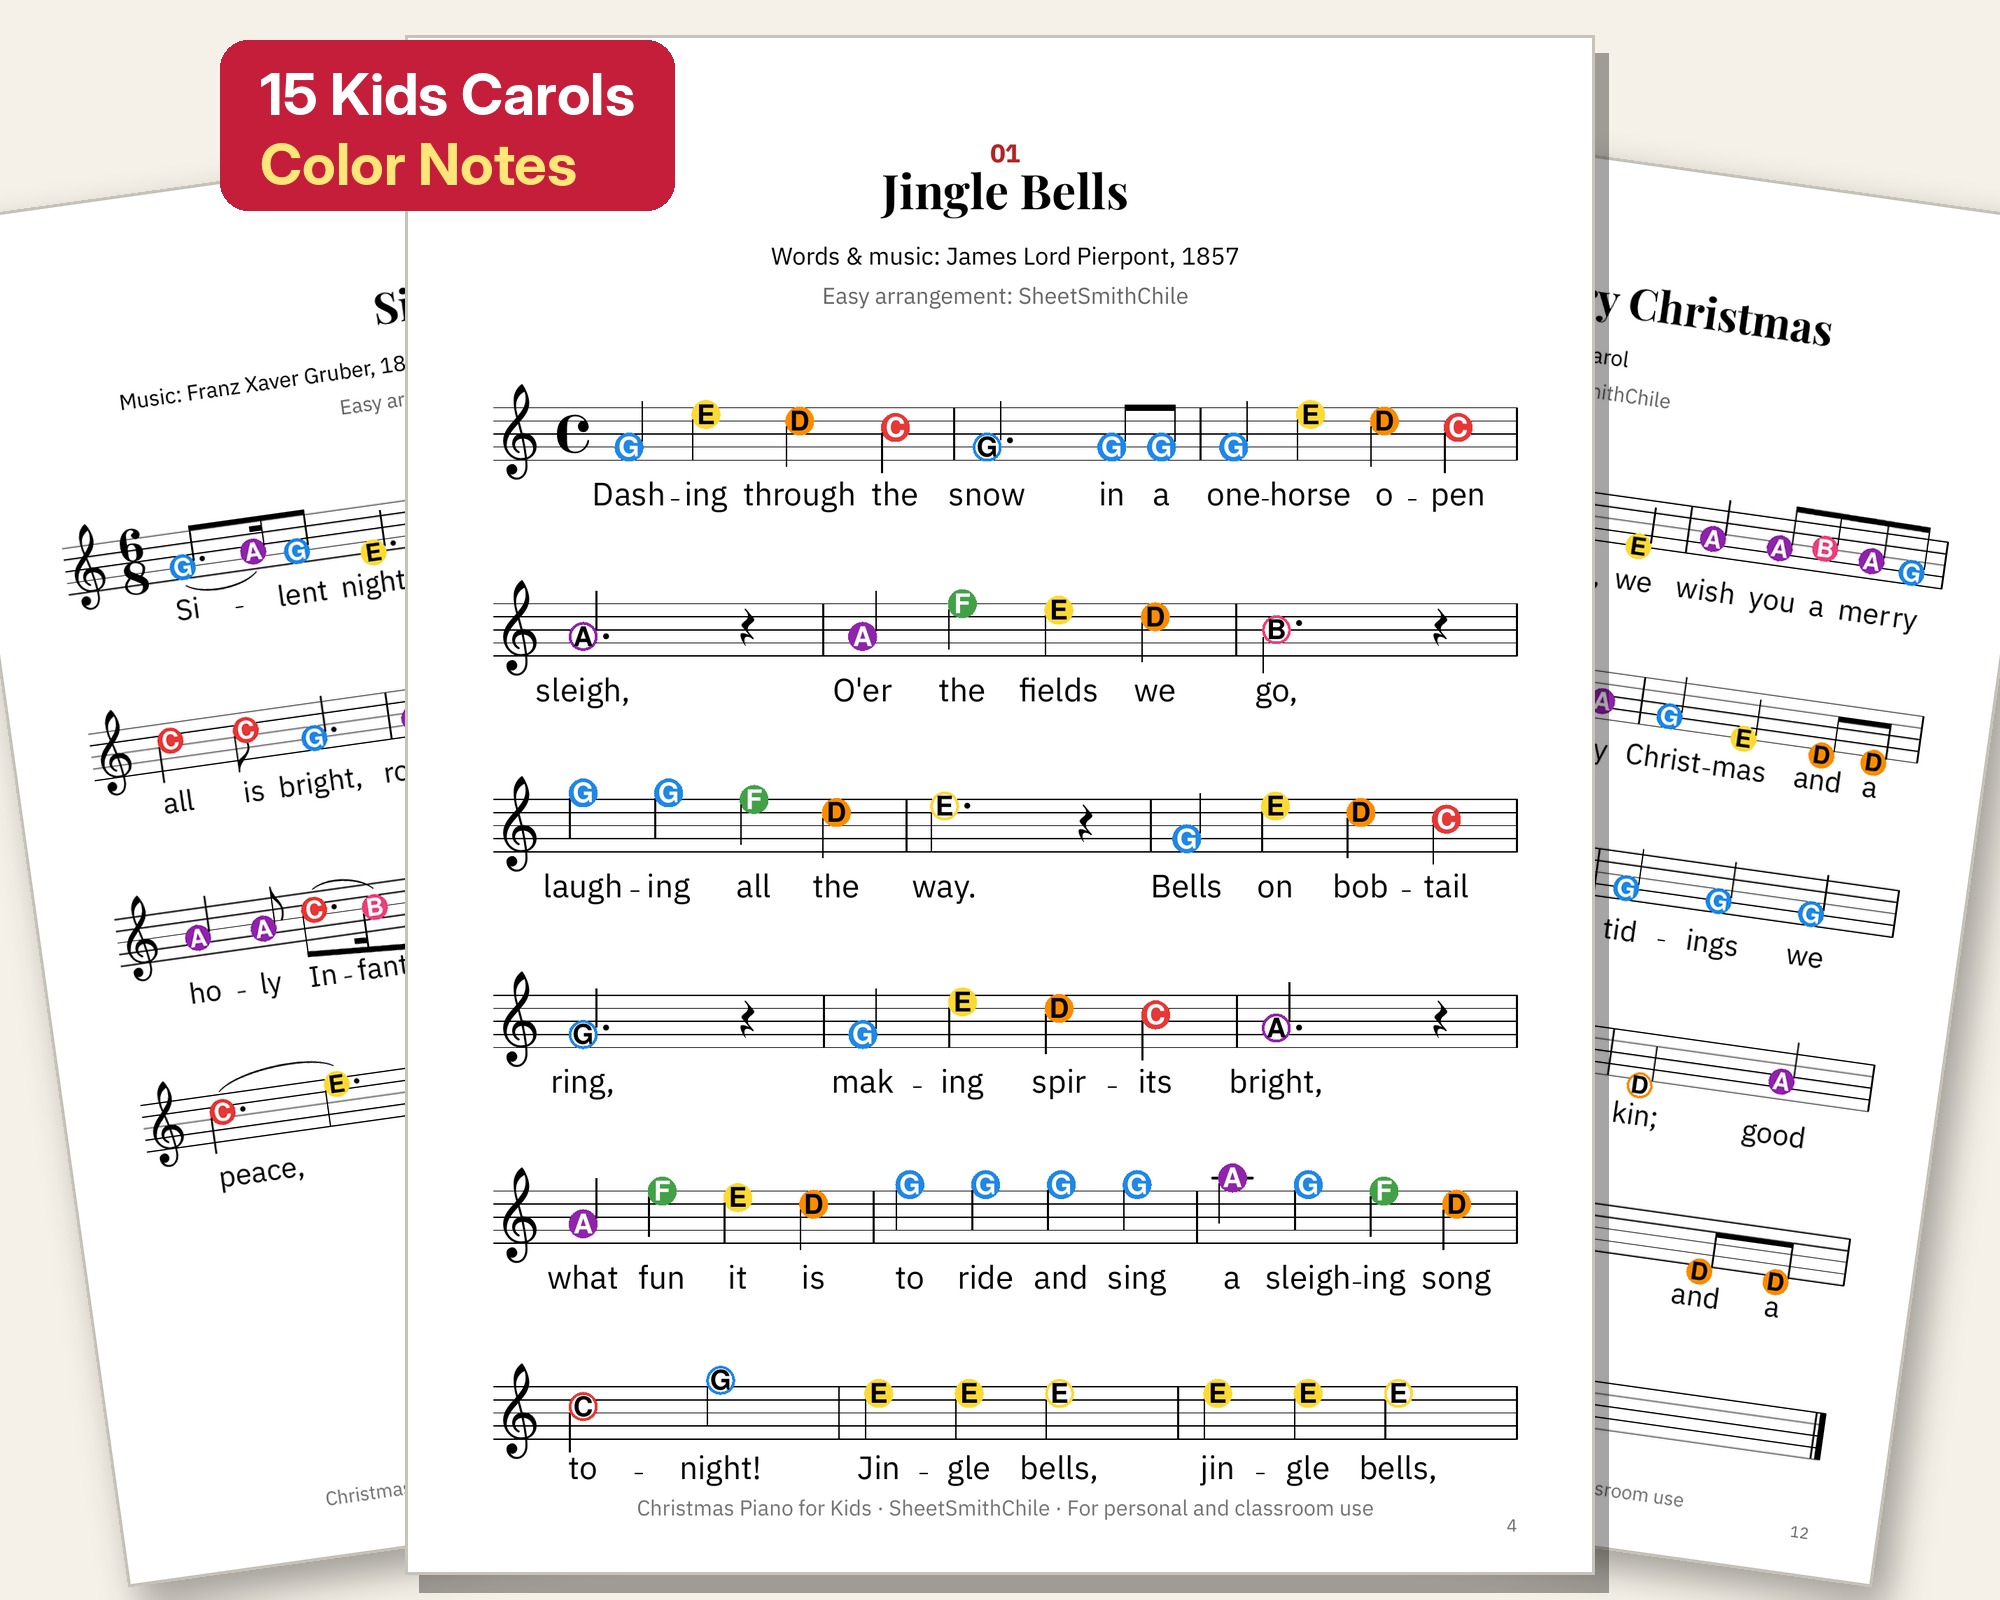 15 Kids Carols
Color Notes
01
Jingle Bells
Words & music: James Lord Pierpont, 1857
Easy arrangement: SheetSmithChile
C
G E D C G G G G E D C
Dash - ing through the snow in a one - horse o - pen
A A F E D B
sleigh, O'er the fields we go,
G G F D E G E D C
laugh - ing all the way. Bells on bob - tail
G G E D C A
ring, mak - ing spir - its bright,
A F E D G G G G A G F D
what fun it is to ride and sing a sleigh - ing song
C G E E E E E E
to - night! Jin - gle bells, jin - gle bells,
Christmas Piano for Kids · SheetSmithChile · For personal and classroom use
4
Music: Franz Xaver Gruber, 18
Easy
6
8
G A G E
Si - lent night
C C G
all is bright,
A A C B
ho - ly In - fant
C E
peace,
Christmas
Christmas
E A A B A G
we wish you a merry
A G E D D
Christ - mas and a
G G G
tid - ings we
D A
kin; good
D D
and a
use
12